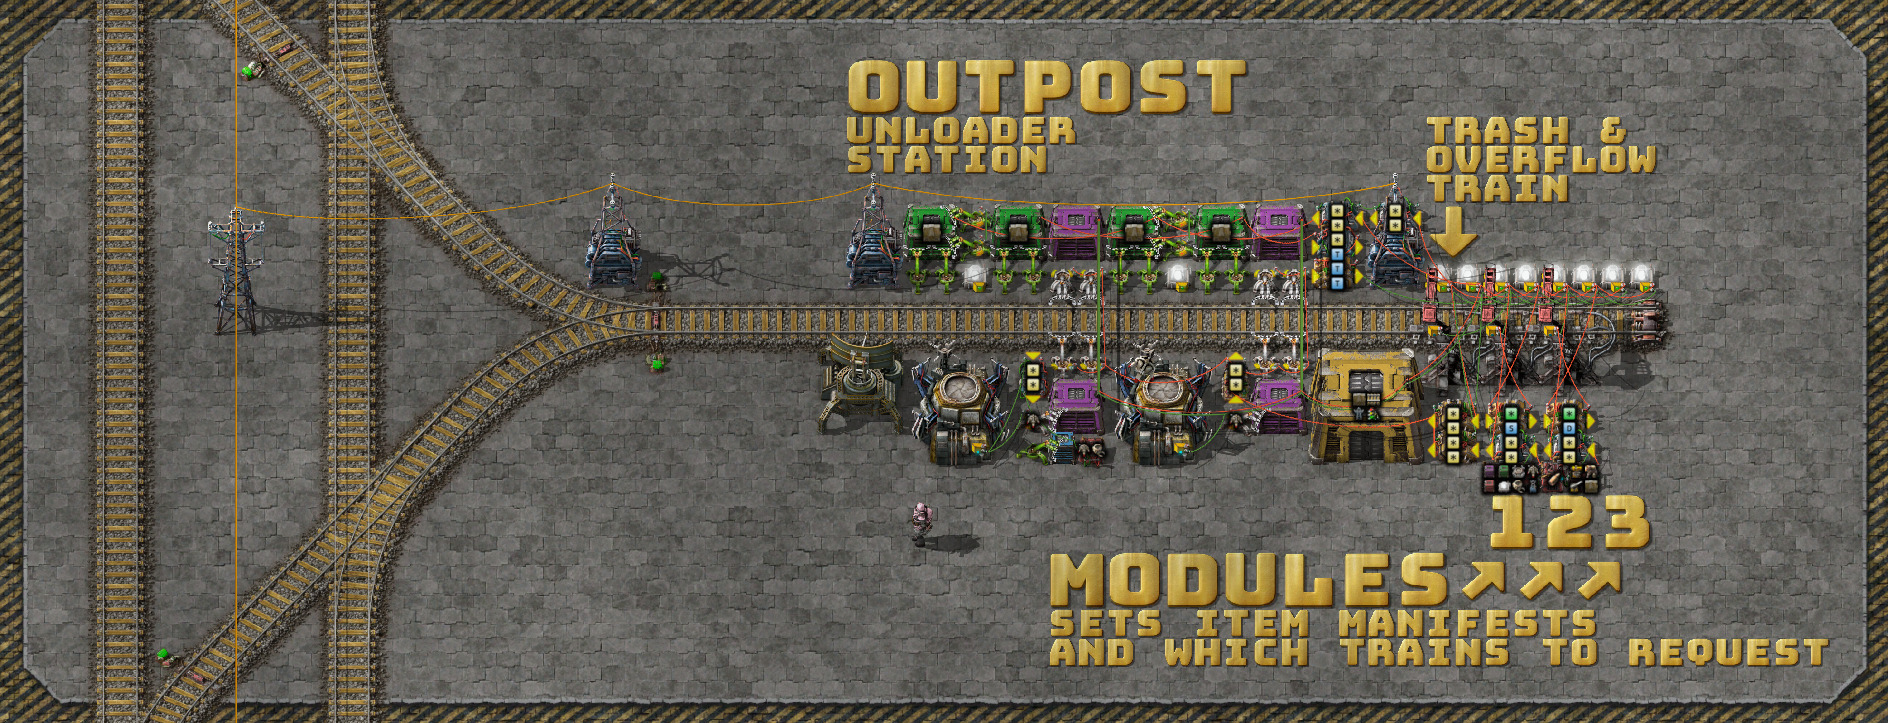 OUTPOST
UNLOADER
STATION
TRASH &
OVERFLOW
TRAIN
123
MODULES↗↗↗
SETS ITEM MANIFESTS
AND WHICH TRAINS TO REQUEST